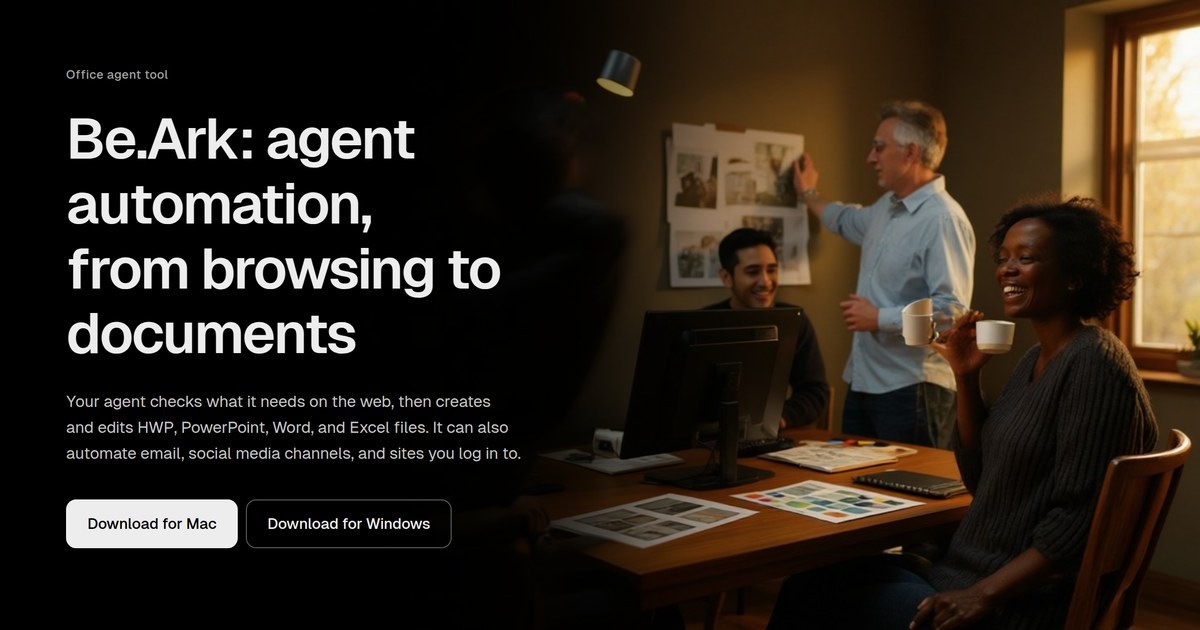 Office agent tool
Be.Ark: agent
automation,
from browsing to
documents
Your agent checks what it needs on the web, then creates
and edits HWP, PowerPoint, Word, and Excel files. It can also
automate email, social media channels, and sites you log in to.
Download for Mac
Download for Windows